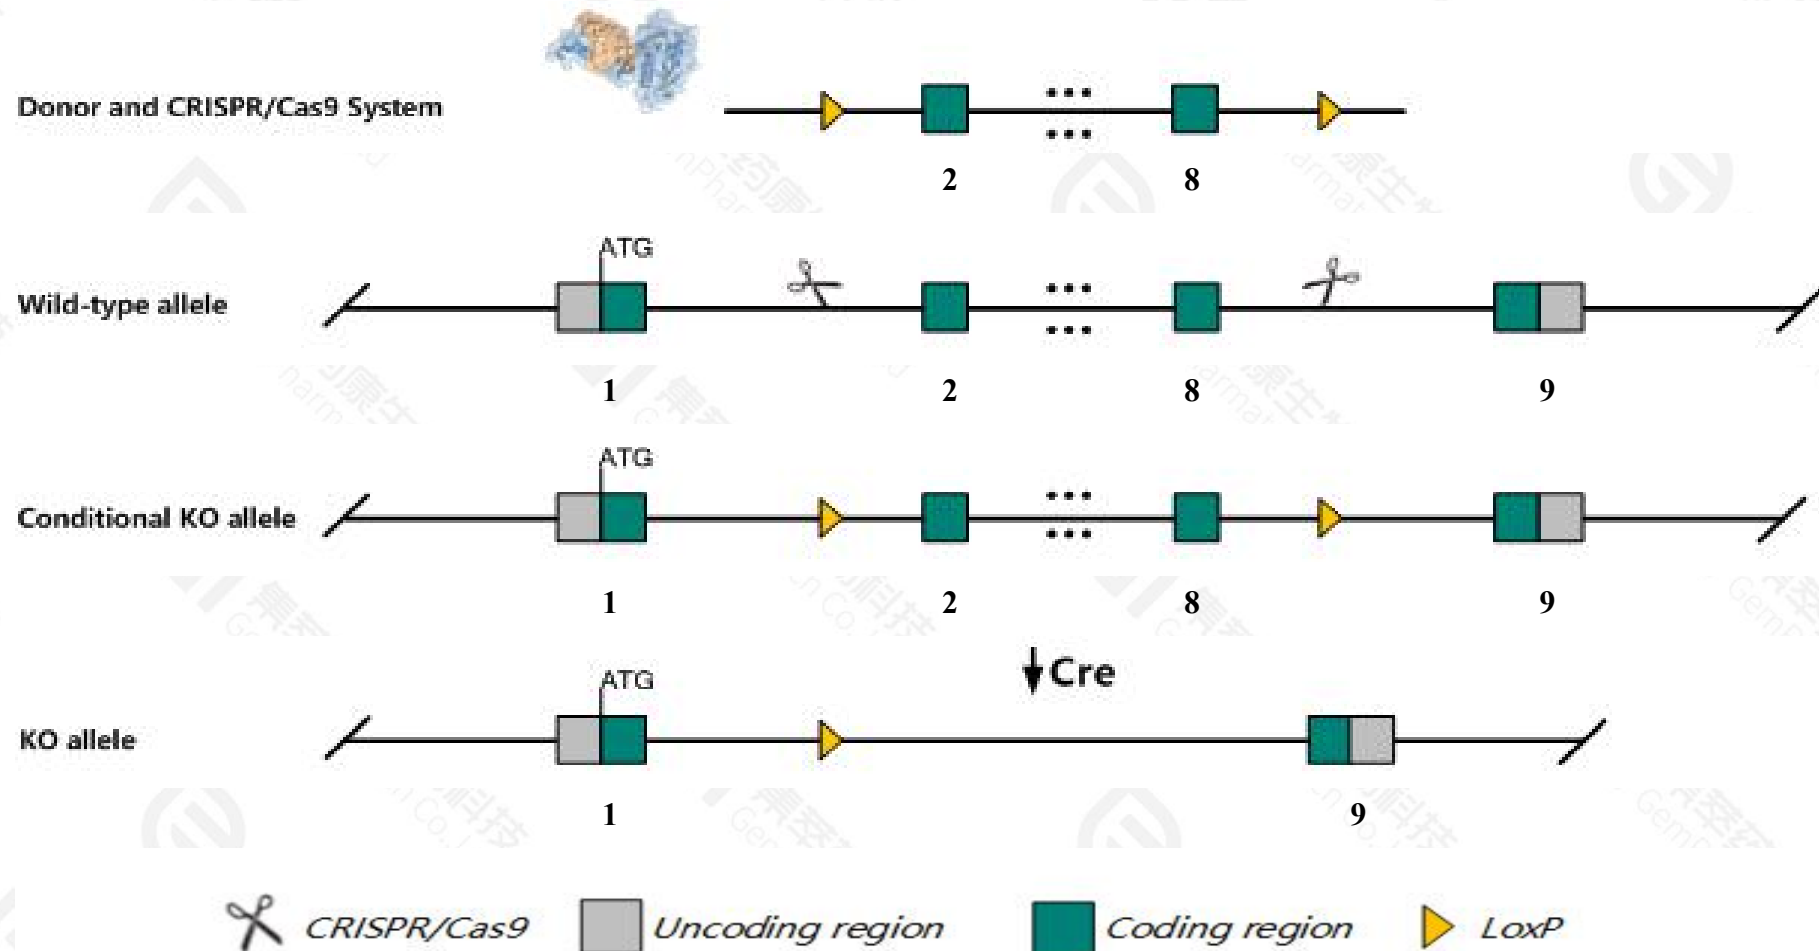 Donor and CRISPR/Cas9 System
2 8
ATG
Wild-type allele
1 2 8 9
ATG
Conditional KO allele
1 2 8 9
Cre
ATG
KO allele
1 9
CRISPR/Cas9 Uncoding region Coding region LoxP